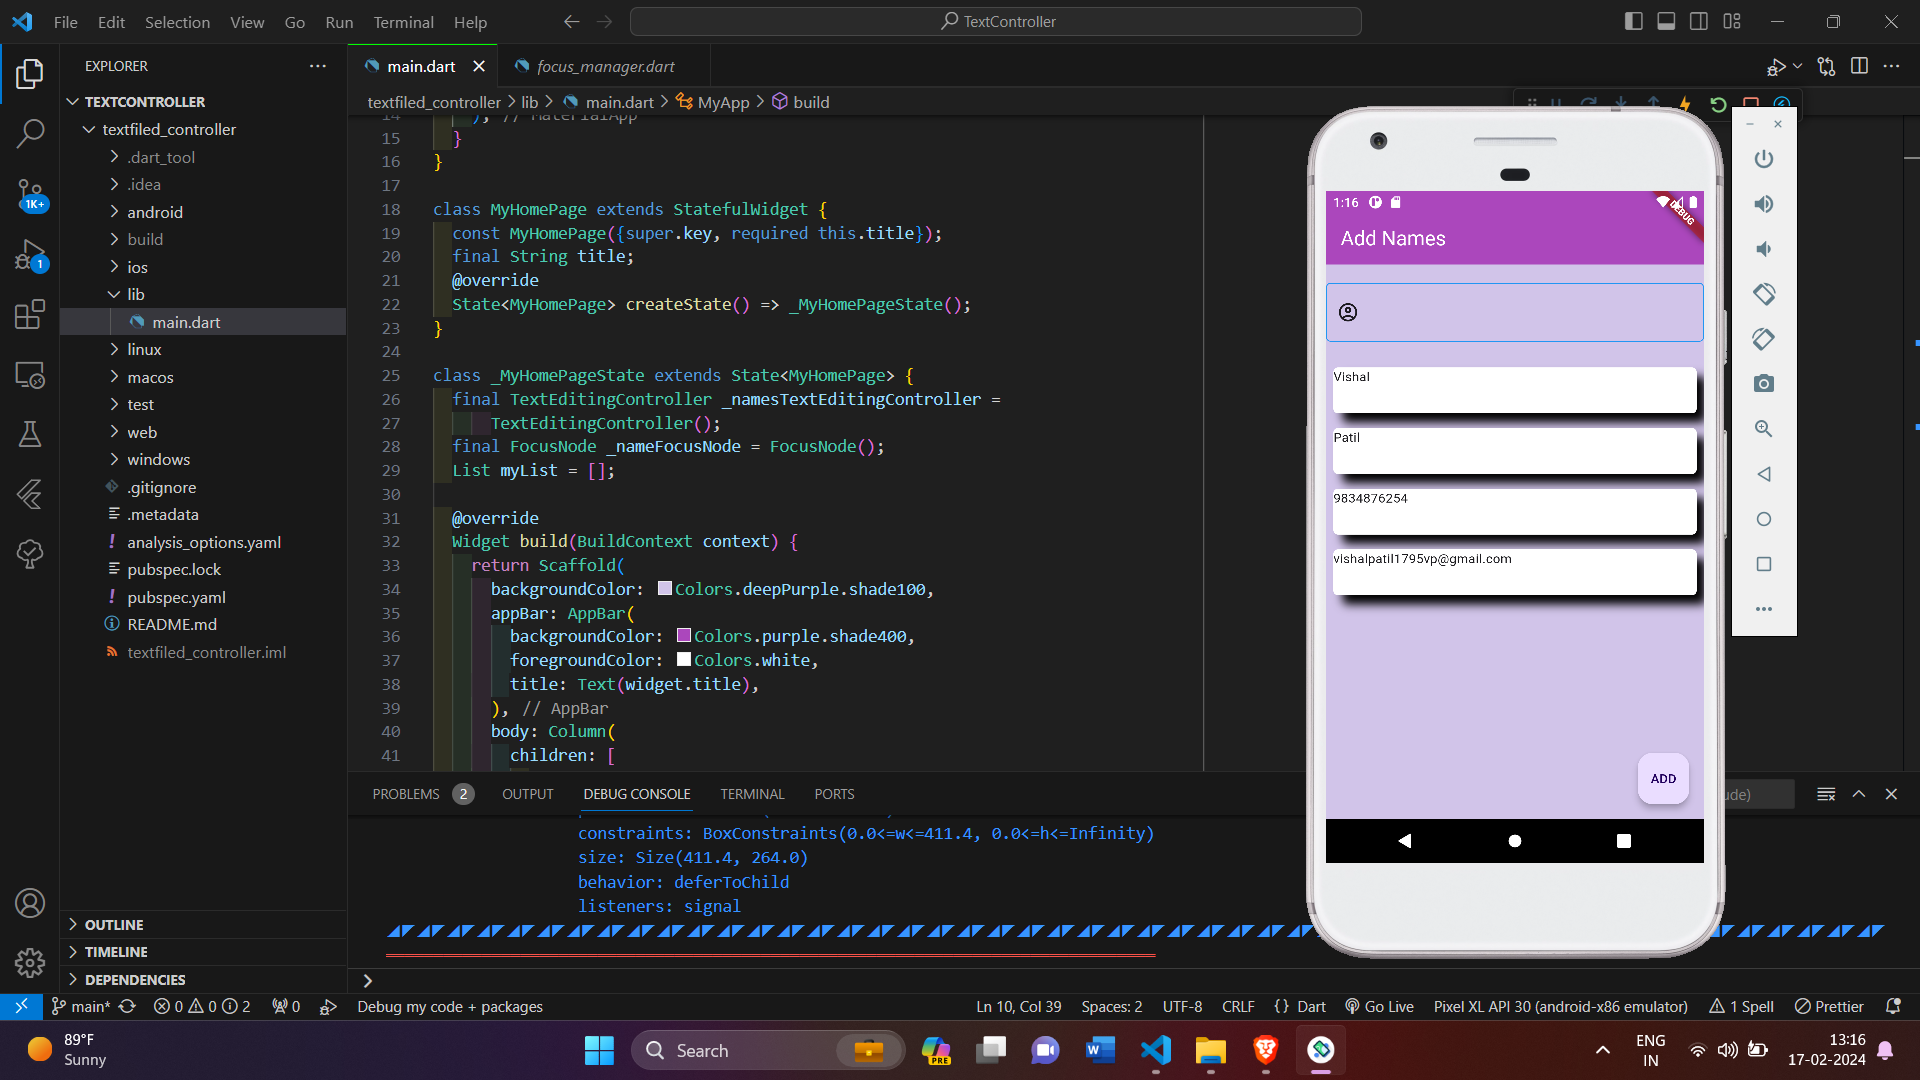 File Edit Selection View Go Run Terminal Help
TextController
EXPLORER
TEXTCONTROLLER
textfiled_controller
.dart_tool
.idea
android
build
ios
lib
main.dart
linux
macos
test
web
windows
.gitignore
.metadata
analysis_options.yaml
pubspec.lock
pubspec.yaml
README.md
textfiled_controller.iml
OUTLINE
TIMELINE
DEPENDENCIES
1K+
1
main.dart
focus_manager.dart
textfiled_controller > lib > main.dart > MyApp > build
14 ); // MaterialApp
15 }
16 }
17
18 class MyHomePage extends StatefulWidget {
19 const MyHomePage({super.key, required this.title});
20 final String title;
21 @override
22 State<MyHomePage> createState() => _MyHomePageState();
23 }
24
25 class _MyHomePageState extends State<MyHomePage> {
26 final TextEditingController _namesTextEditingController =
27 TextEditingController();
28 final FocusNode _nameFocusNode = FocusNode();
29 List myList = [];
30
31 @override
32 Widget build(BuildContext context) {
33 return Scaffold(
34 backgroundColor: Colors.deepPurple.shade100,
35 appBar: AppBar(
36 backgroundColor: Colors.purple.shade400,
37 foregroundColor: Colors.white,
38 title: Text(widget.title),
39 ), // AppBar
40 body: Column(
41 children: [
PROBLEMS 2 OUTPUT DEBUG CONSOLE TERMINAL PORTS
constraints: BoxConstraints(0.0<=w<=411.4, 0.0<=h<=Infinity)
size: Size(411.4, 264.0)
behavior: deferToChild
listeners: signal
1:16
DEBUG
Add Names
Vishal
Patil
9834876254
vishalpatil1795vp@gmail.com
ADD
main* 0 0 2 0 Debug my code + packages
Ln 10, Col 39 Spaces: 2 UTF-8 CRLF {} Dart Go Live Pixel XL API 30 (android-x86 emulator) 1 Spell Prettier
89°F
Sunny
Search
PRE
ENG
IN
13:16
17-02-2024